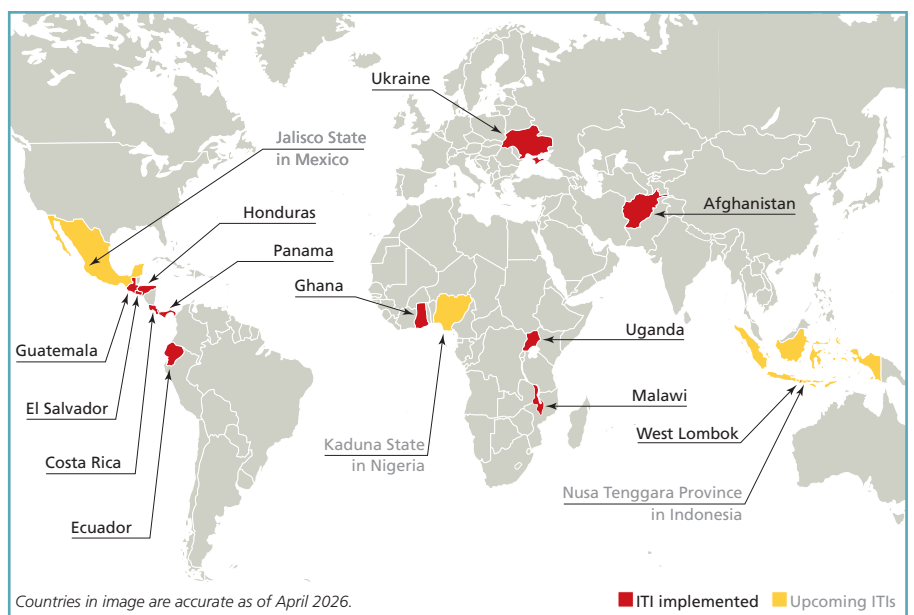 Ukraine
Jalisco State
in Mexico
Afghanistan
Honduras
Panama
Ghana
Uganda
Guatemala
Malawi
El Salvador
West Lombok
Kaduna State
in Nigeria
Costa Rica
Nusa Tenggara Province
in Indonesia
Ecuador
Countries in image are accurate as of April 2026.
ITI implemented
Upcoming ITIs